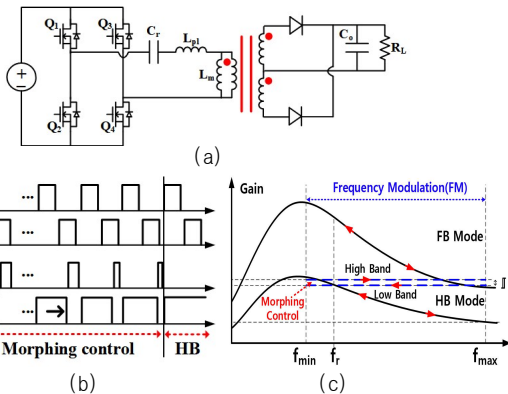 Q1 Q3 Cr Lpl
Lm
Co RL
Q2 Q4
(a)
...
...
...
...
Morphing control HB
(b)
Gain
Frequency Modulation(FM)
FB Mode
High Band
Low Band
HB Mode
Morphing
Control
fmin fr fmax
(c)